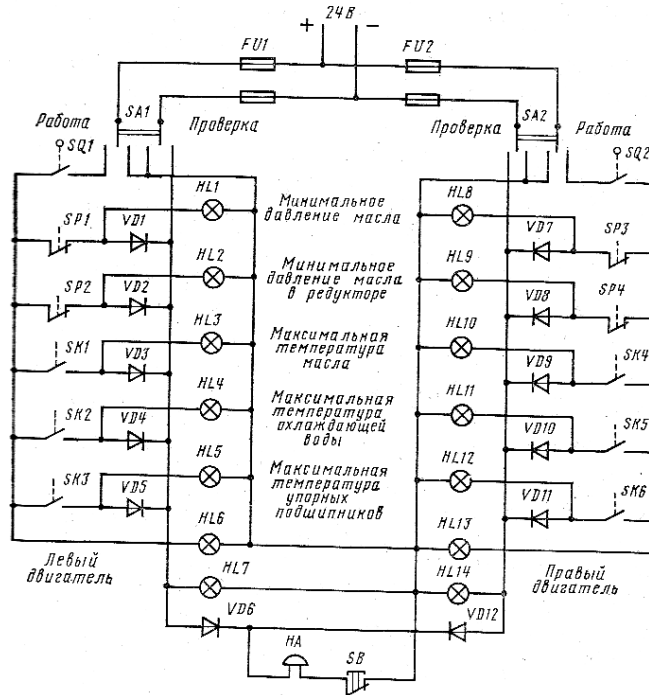 + 24В −
FU1 FU2
SA1 SA2
Работа Проверка Проверка Работа
SQ1 SQ2
HL1 Минимальное давление масла HL8
SP1 VD1 VD7 SP3
HL2 Минимальное давление масла в редукторе HL9
SP2 VD2 VD8 SP4
HL3 Максимальная температура масла HL10
SK1 VD3 VD9 SK4
HL4 Максимальная температура охлаждающей воды HL11
SK2 VD4 VD10 SK5
HL5 Максимальная температура упорных подшипников HL12
SK3 VD5 VD11 SK6
HL6 HL13
Левый двигатель Правый двигатель
HL7 HL14
VD6 VD12
HA SB